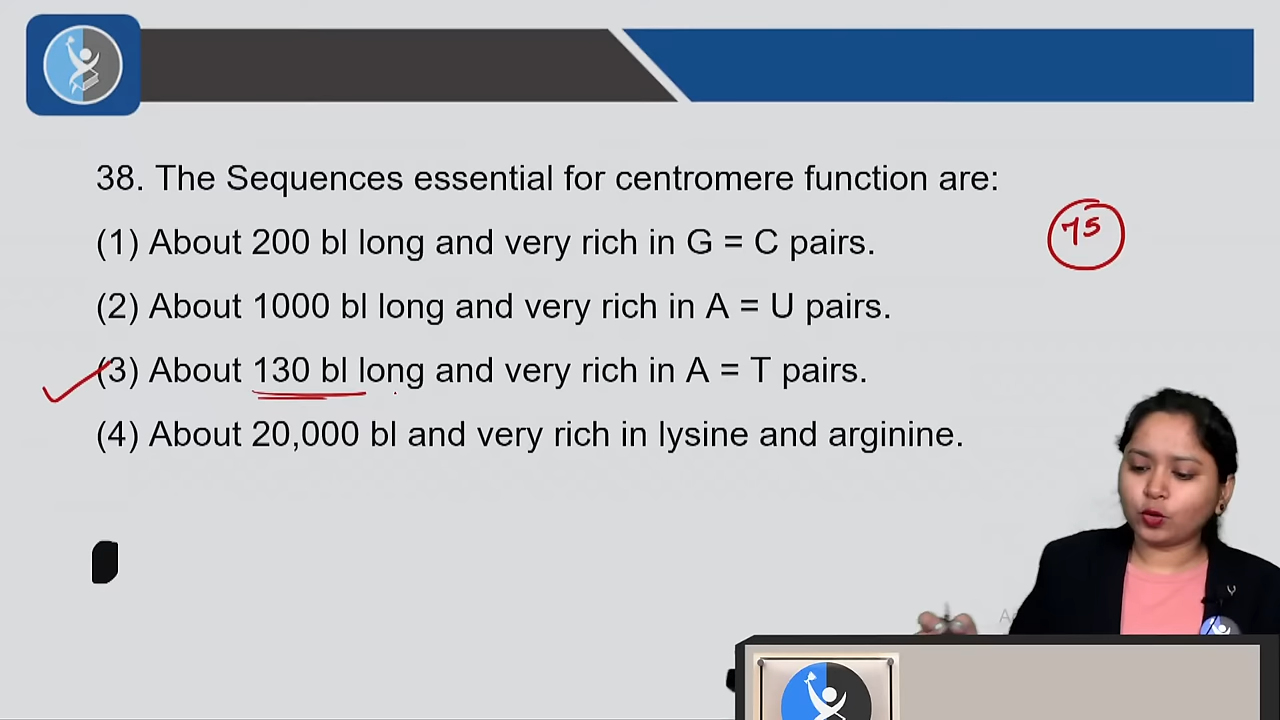 38. The Sequences essential for centromere function are:
(1) About 200 bl long and very rich in G = C pairs.
75
(2) About 1000 bl long and very rich in A = U pairs.
(3) About 130 bl long and very rich in A = T pairs.
(4) About 20,000 bl and very rich in lysine and arginine.